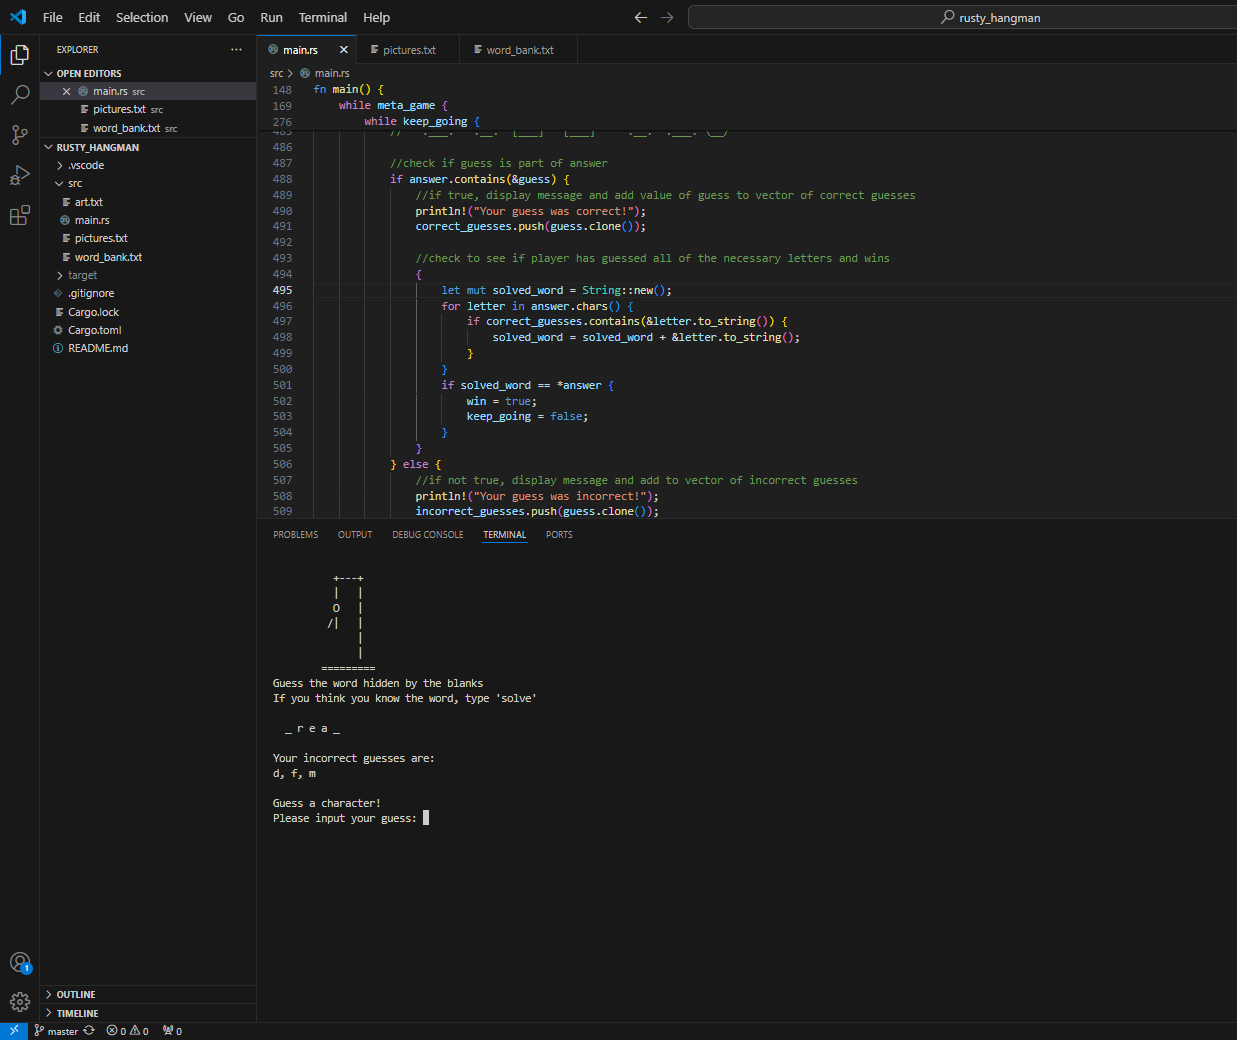 File Edit Selection View Go Run Terminal Help
rusty_hangman
EXPLORER
OPEN EDITORS
main.rs src
pictures.txt src
word_bank.txt src
RUSTY_HANGMAN
.vscode
src
art.txt
main.rs
pictures.txt
word_bank.txt
target
.gitignore
Cargo.lock
Cargo.toml
README.md
OUTLINE
TIMELINE
main.rs pictures.txt word_bank.txt
src > main.rs
148 fn main() {
169 while meta_game {
276 while keep_going {
486
487 //check if guess is part of answer
488 if answer.contains(&guess) {
489 //if true, display message and add value of guess to vector of correct guesses
490 println!("Your guess was correct!");
491 correct_guesses.push(guess.clone());
492
493 //check to see if player has guessed all of the necessary letters and wins
494 {
495 let mut solved_word = String::new();
496 for letter in answer.chars() {
497 if correct_guesses.contains(&letter.to_string()) {
498 solved_word = solved_word + &letter.to_string();
499 }
500 }
501 if solved_word == *answer {
502 win = true;
503 keep_going = false;
504 }
505 }
506 } else {
507 //if not true, display message and add to vector of incorrect guesses
508 println!("Your guess was incorrect!");
509 incorrect_guesses.push(guess.clone());
PROBLEMS OUTPUT DEBUG CONSOLE TERMINAL PORTS
+---+
| |
O |
/| |
|
|
=========
Guess the word hidden by the blanks
If you think you know the word, type 'solve'
_ r e a _
Your incorrect guesses are:
d, f, m
Guess a character!
Please input your guess:
1
master 0 0 0